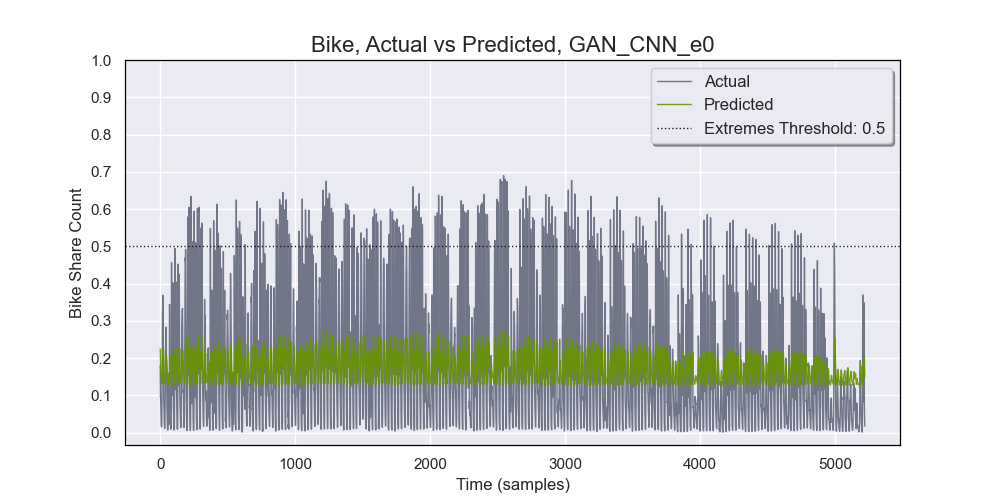 Bike, Actual vs Predicted, GAN_CNN_e0
Actual
Predicted
Extremes Threshold: 0.5
Bike Share Count
1.0
0.9
0.8
0.7
0.6
0.5
0.4
0.3
0.2
0.1
0.0
0
1000
2000
3000
4000
5000
Time (samples)